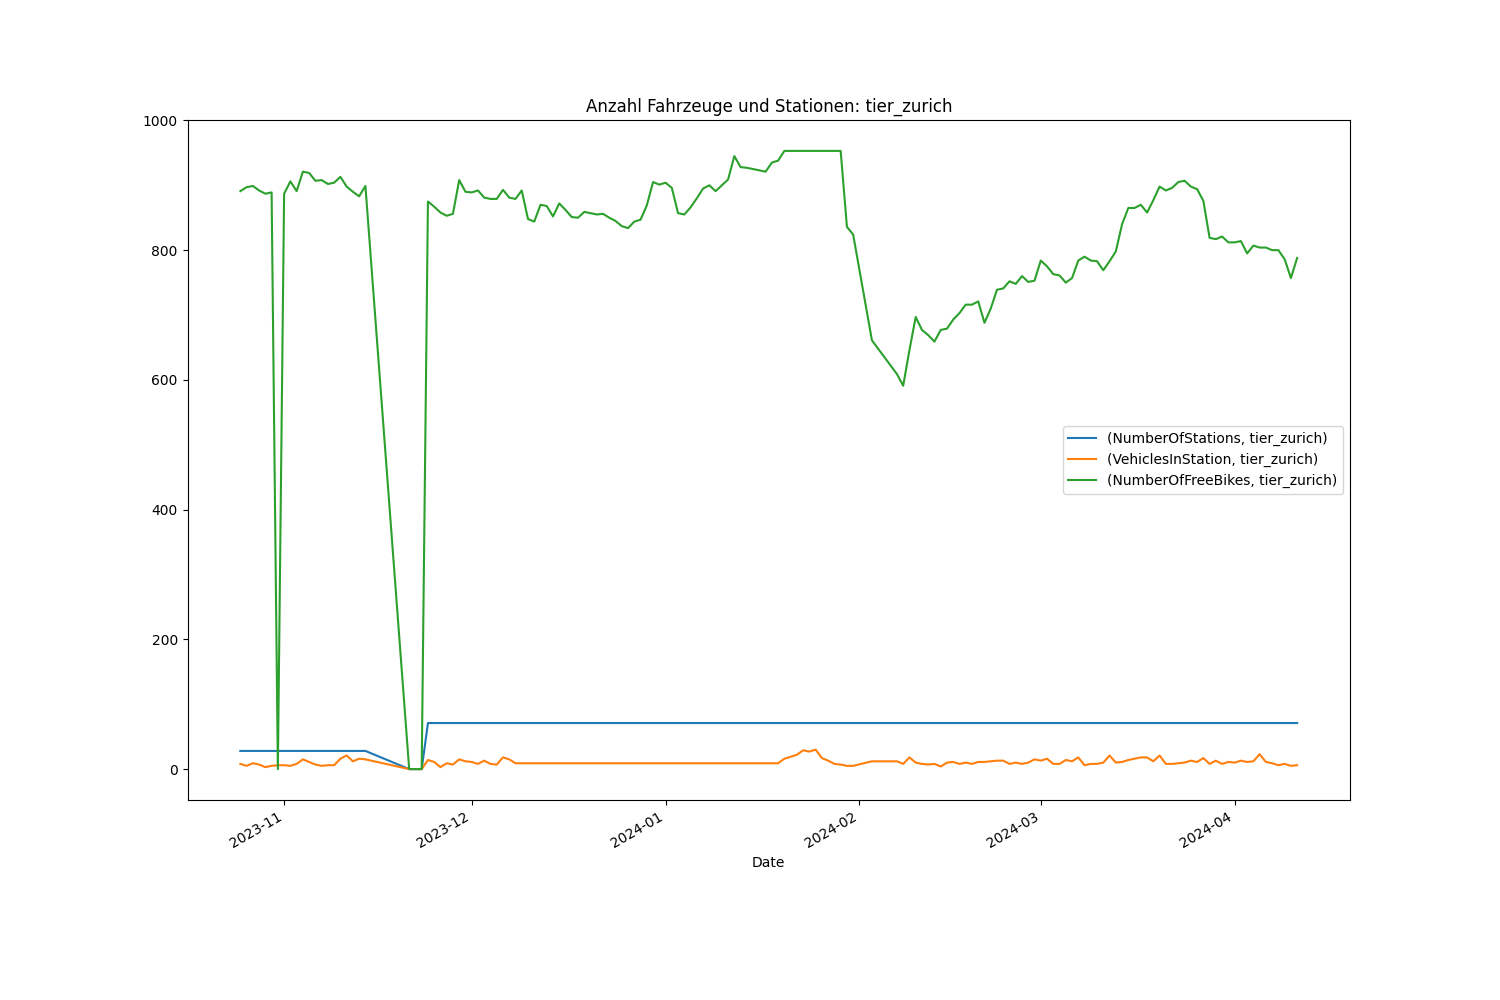 Anzahl Fahrzeuge und Stationen: tier_zurich
1000
800
600
400
200
0
(NumberOfStations, tier_zurich)
(VehiclesInStation, tier_zurich)
(NumberOfFreeBikes, tier_zurich)
2023-11
2023-12
2024-01
2024-02
2024-03
2024-04
Date